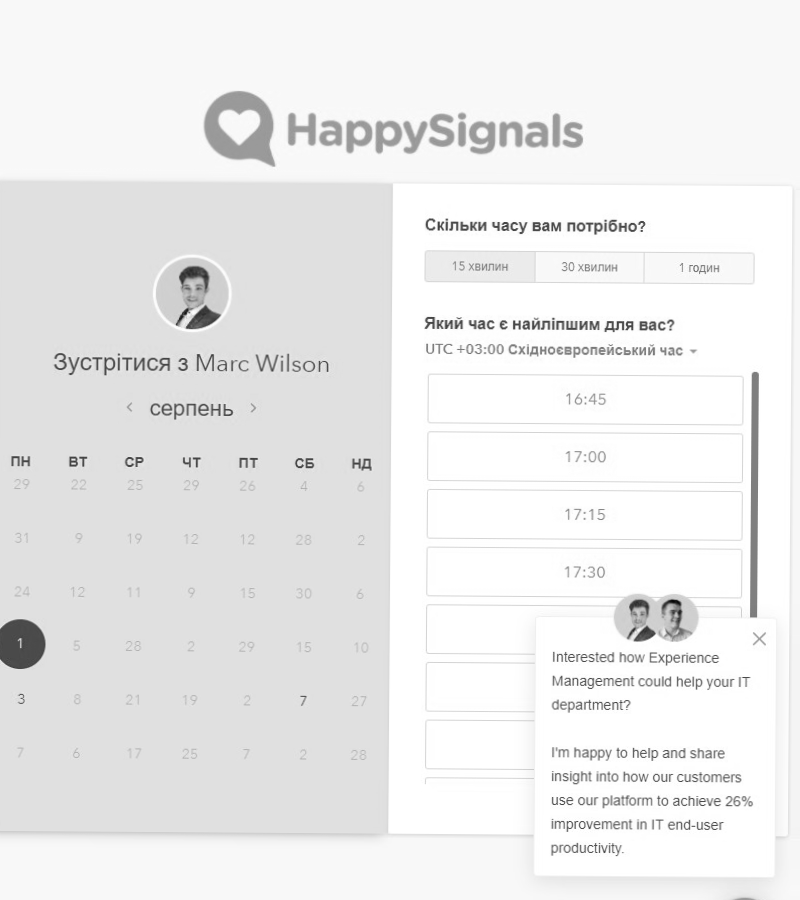 HappySignals
Зустрітися з Marc Wilson
серпень
ПН ВТ СР ЧТ ПТ СБ НД
29 22 25 29 26 4 6
31 9 19 12 12 28 2
24 12 11 9 15 30 6
1 5 28 2 29 15 10
3 8 21 19 2 7 27
7 6 17 25 7 2 28
Скільки часу вам потрібно?
15 хвилин 30 хвилин 1 годин
Який час є найліпшим для вас?
UTC +03:00 Східноєвропейський час
16:45
17:00
17:15
17:30
Interested how Experience
Management could help your IT
department?
I'm happy to help and share
insight into how our customers
use our platform to achieve 26%
improvement in IT end-user
productivity.